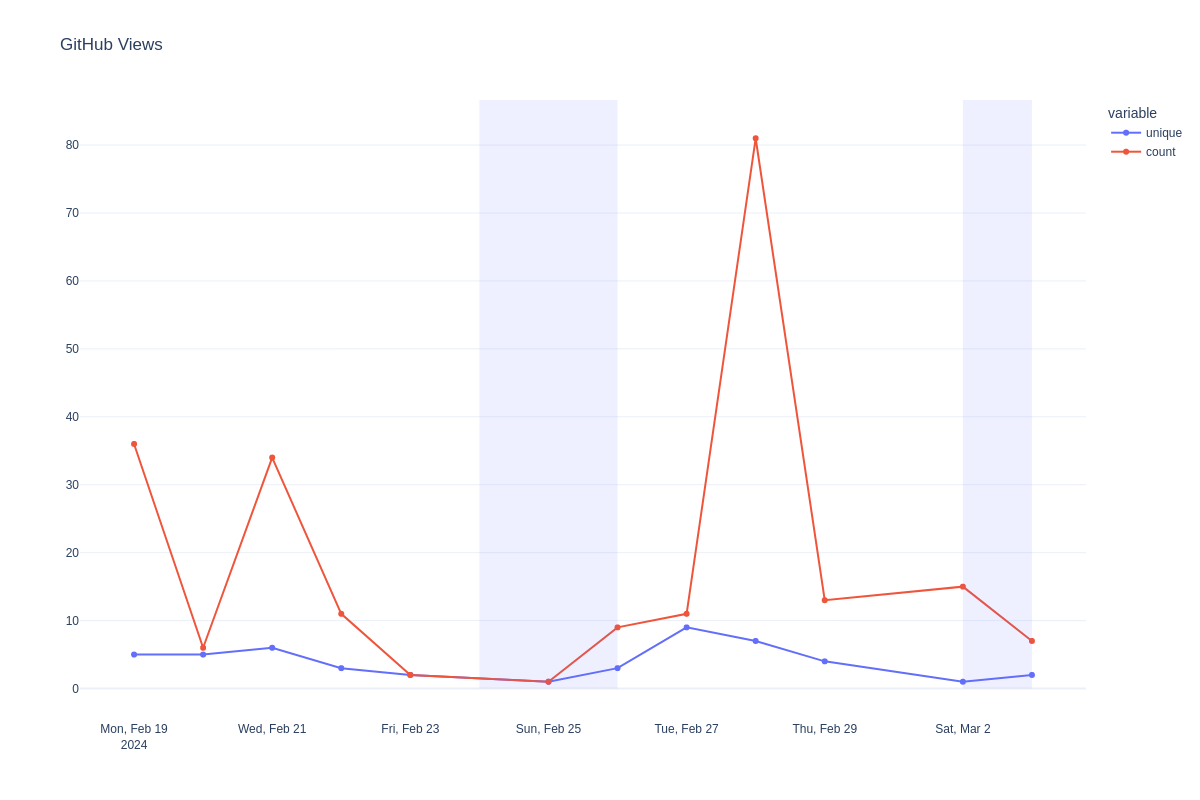 GitHub Views
variable
unique
count
80
70
60
50
40
30
20
10
0
Mon, Feb 19
2024
Wed, Feb 21
Fri, Feb 23
Sun, Feb 25
Tue, Feb 27
Thu, Feb 29
Sat, Mar 2